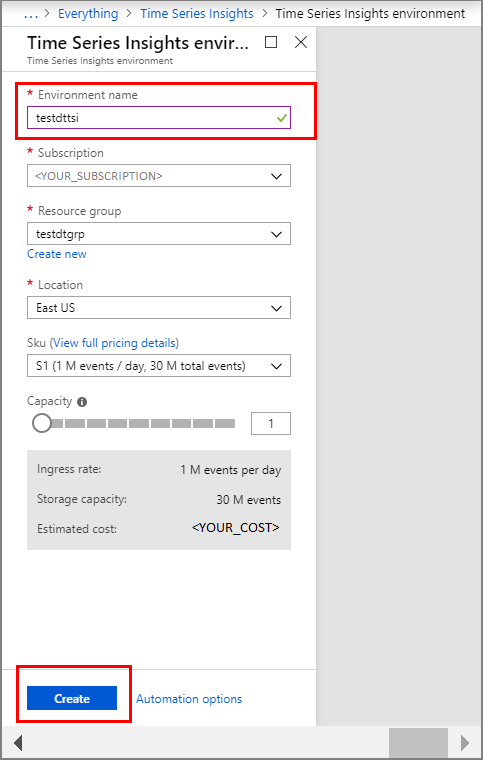 ... > Everything > Time Series Insights > Time Series Insights environment
Time Series Insights envir...
Time Series Insights environment
* Environment name
testdttsi
* Subscription
<YOUR_SUBSCRIPTION>
* Resource group
testdtgrp
Create new
* Location
East US
Sku (View full pricing details)
S1 (1 M events / day, 30 M total events)
Capacity
1
Ingress rate: 1 M events per day
Storage capacity: 30 M events
Estimated cost: <YOUR_COST>
Create Automation options